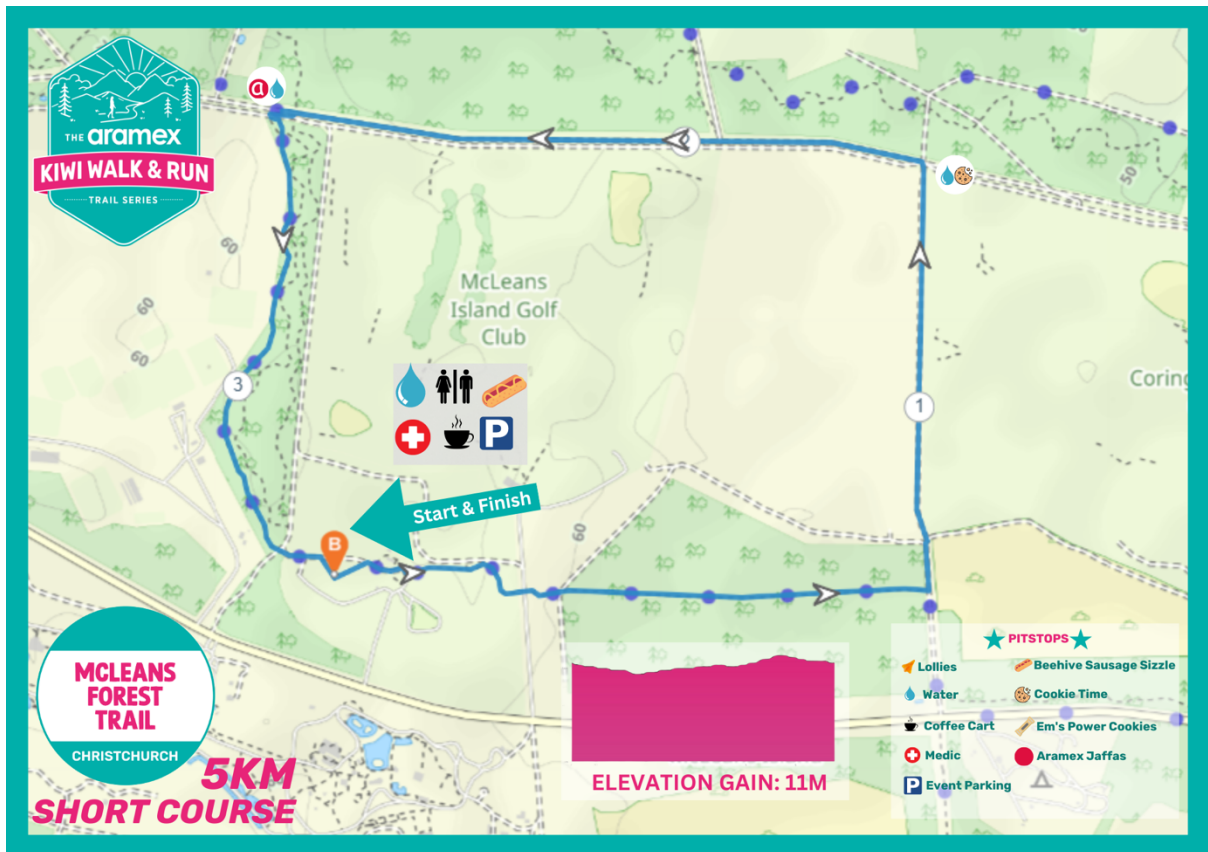 THE aramex
KIWI WALK & RUN
TRAIL SERIES
a
60
60
60
McLeans
Island Golf
Club
50
Corin
3
1
P
Start & Finish
B
60
MCLEANS
FOREST
TRAIL
CHRISTCHURCH
5KM
SHORT COURSE
ELEVATION GAIN: 11M
PITSTOPS
Lollies
Beehive Sausage Sizzle
Water
Cookie Time
Coffee Cart
Em's Power Cookies
Medic
Aramex Jaffas
P Event Parking